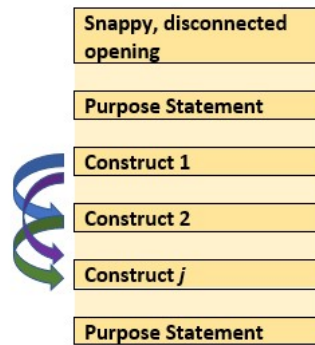 Snappy, disconnected
opening
Purpose Statement
Construct 1
Construct 2
Construct j
Purpose Statement